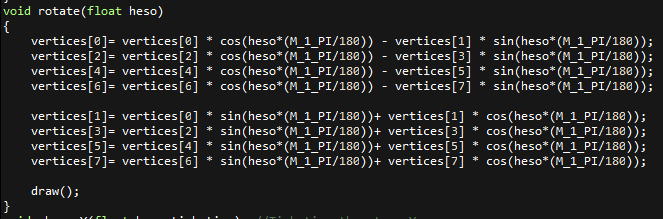 void rotate(float heso)
{
    vertices[0]= vertices[0] * cos(heso*(M_1_PI/180)) - vertices[1] * sin(heso*(M_1_PI/180));
    vertices[2]= vertices[2] * cos(heso*(M_1_PI/180)) - vertices[3] * sin(heso*(M_1_PI/180));
    vertices[4]= vertices[4] * cos(heso*(M_1_PI/180)) - vertices[5] * sin(heso*(M_1_PI/180));
    vertices[6]= vertices[6] * cos(heso*(M_1_PI/180)) - vertices[7] * sin(heso*(M_1_PI/180));

    vertices[1]= vertices[0] * sin(heso*(M_1_PI/180))+ vertices[1] * cos(heso*(M_1_PI/180));
    vertices[3]= vertices[2] * sin(heso*(M_1_PI/180))+ vertices[3] * cos(heso*(M_1_PI/180));
    vertices[5]= vertices[4] * sin(heso*(M_1_PI/180))+ vertices[5] * cos(heso*(M_1_PI/180));
    vertices[7]= vertices[6] * sin(heso*(M_1_PI/180))+ vertices[7] * cos(heso*(M_1_PI/180));

    draw();
}